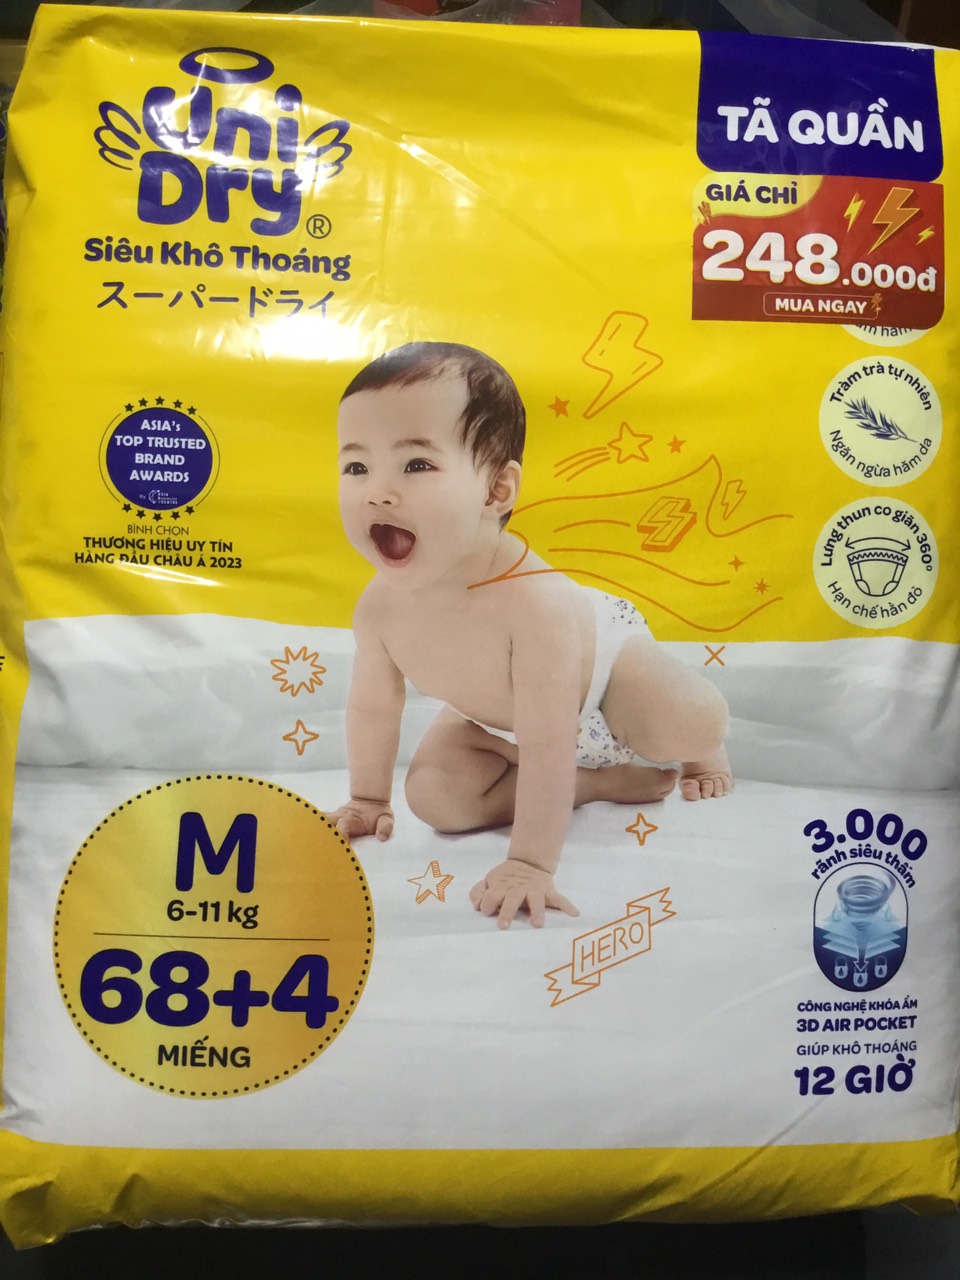 Uni
Dry®
Siêu Khô Thoáng
スーパードライ
TÃ QUẦN
GIÁ CHỈ
248.000đ
MUA NGAY
Tràm trà tự nhiên
Ngăn ngừa hăm da
Lưng thun co giãn 360°
Hạn chế hằn đỏ
ASIA's
TOP TRUSTED
BRAND
AWARDS
By
BÌNH CHỌN
THƯƠNG HIỆU UY TÍN
HÀNG ĐẦU CHÂU Á 2023
M
6-11 kg
68+4
MIẾNG
HERO
3.000
rãnh siêu thấm
CÔNG NGHỆ KHÓA ẨM
3D AIR POCKET
GIÚP KHÔ THOÁNG
12 GIỜ